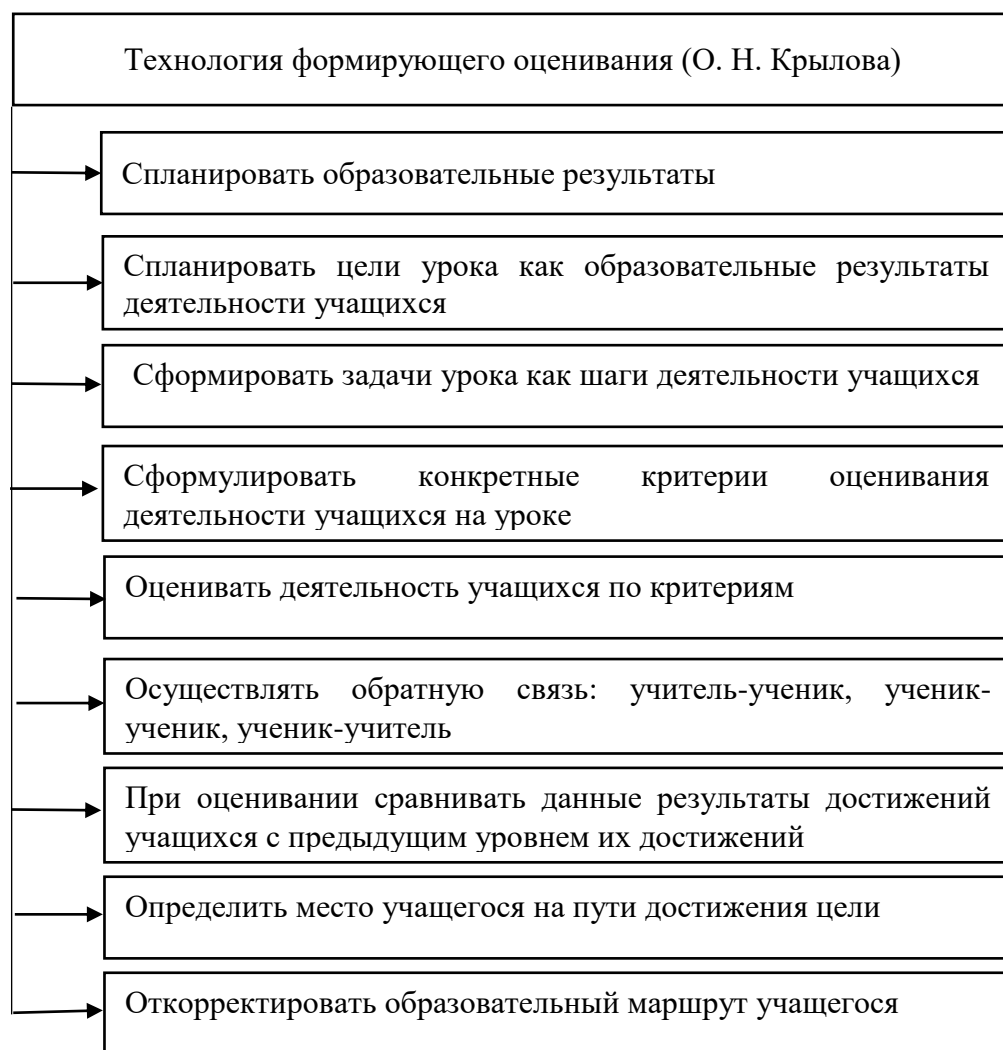 Технология формирующего оценивания (О. Н. Крылова)
Спланировать образовательные результаты
Спланировать цели урока как образовательные результаты
деятельности учащихся
Сформировать задачи урока как шаги деятельности учащихся
Сформулировать конкретные критерии оценивания
деятельности учащихся на уроке
Оценивать деятельность учащихся по критериям
Осуществлять обратную связь: учитель-ученик, ученик-
ученик, ученик-учитель
При оценивании сравнивать данные результаты достижений
учащихся с предыдущим уровнем их достижений
Определить место учащегося на пути достижения цели
Откорректировать образовательный маршрут учащегося